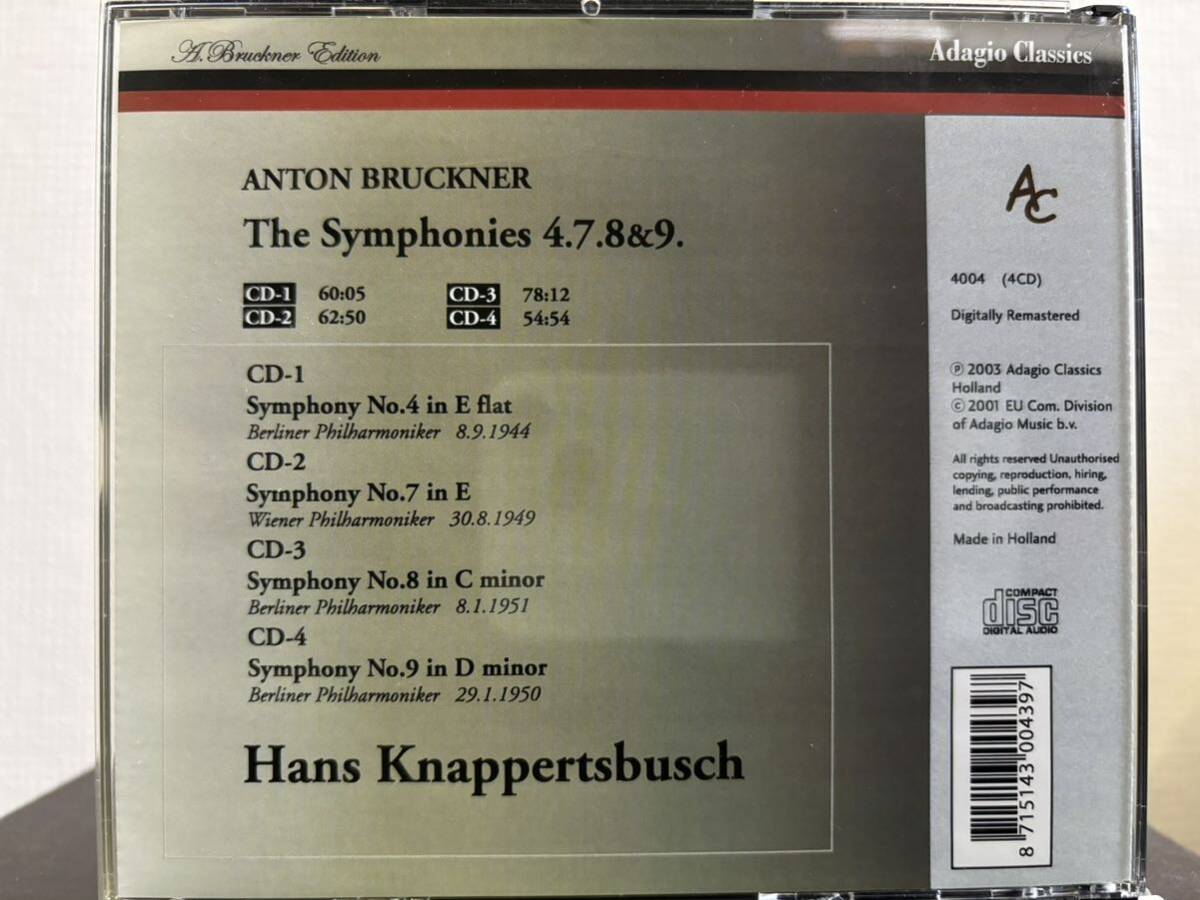 A. Bruckner Edition
Adagio Classics
ANTON BRUCKNER
The Symphonies 4.7.8&9.
CD-1 60:05 CD-3 78:12
CD-2 62:50 CD-4 54:54
CD-1
Symphony No.4 in E flat
Berliner Philharmoniker 8.9.1944
CD-2
Symphony No.7 in E
Wiener Philharmoniker 30.8.1949
CD-3
Symphony No.8 in C minor
Berliner Philharmoniker 8.1.1951
CD-4
Symphony No.9 in D minor
Berliner Philharmoniker 29.1.1950
Hans Knappertsbusch
AC
4004 (4CD)
Digitally Remastered
℗ 2003 Adagio Classics
Holland
© 2001 EU Com. Division
of Adagio Music b.v.
All rights reserved Unauthorised
copying, reproduction, hiring,
lending, public performance
and broadcasting prohibited.
Made in Holland
COMPACT
disc
DIGITAL AUDIO
8 715143 004397